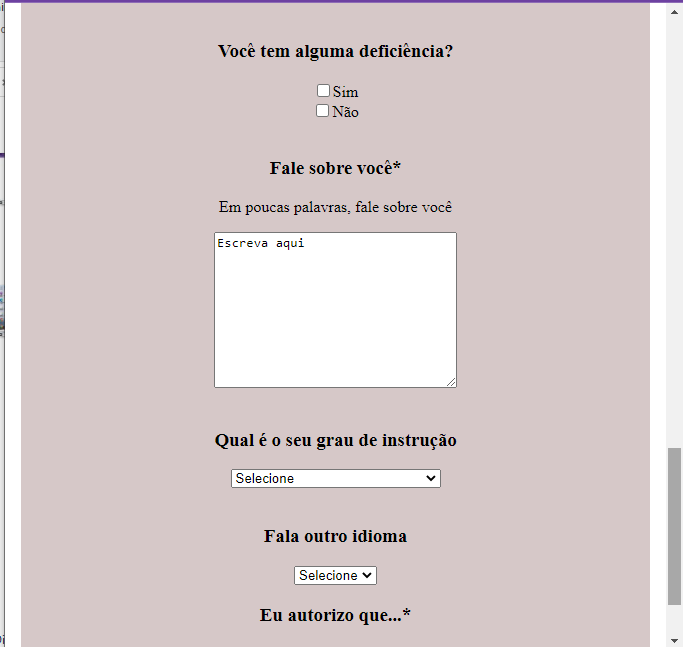 Você tem alguma deficiência?
Sim
Não
Fale sobre você*
Em poucas palavras, fale sobre você
Escreva aqui
Qual é o seu grau de instrução
Selecione
Fala outro idioma
Selecione
Eu autorizo que...*